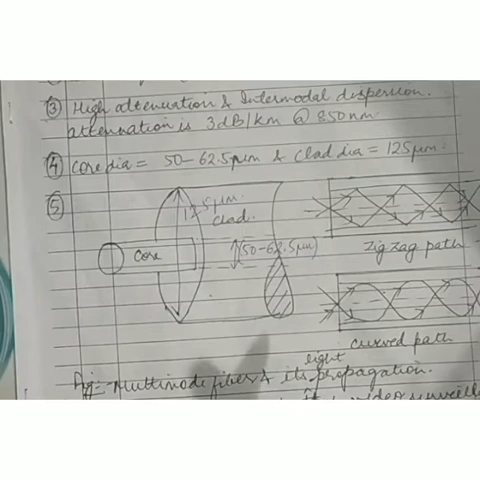 ③ High attenuation & Intermodal dispersion.
attenuation is 3dB/km @ 850nm.
④ Core dia = 50-62.5μm & Clad dia = 125μm.
⑤
125μm.
clad.
Core
(50-62.5μm)
Zig zag path
curved path
light
Fig:- Multimode fiber & its propagation.